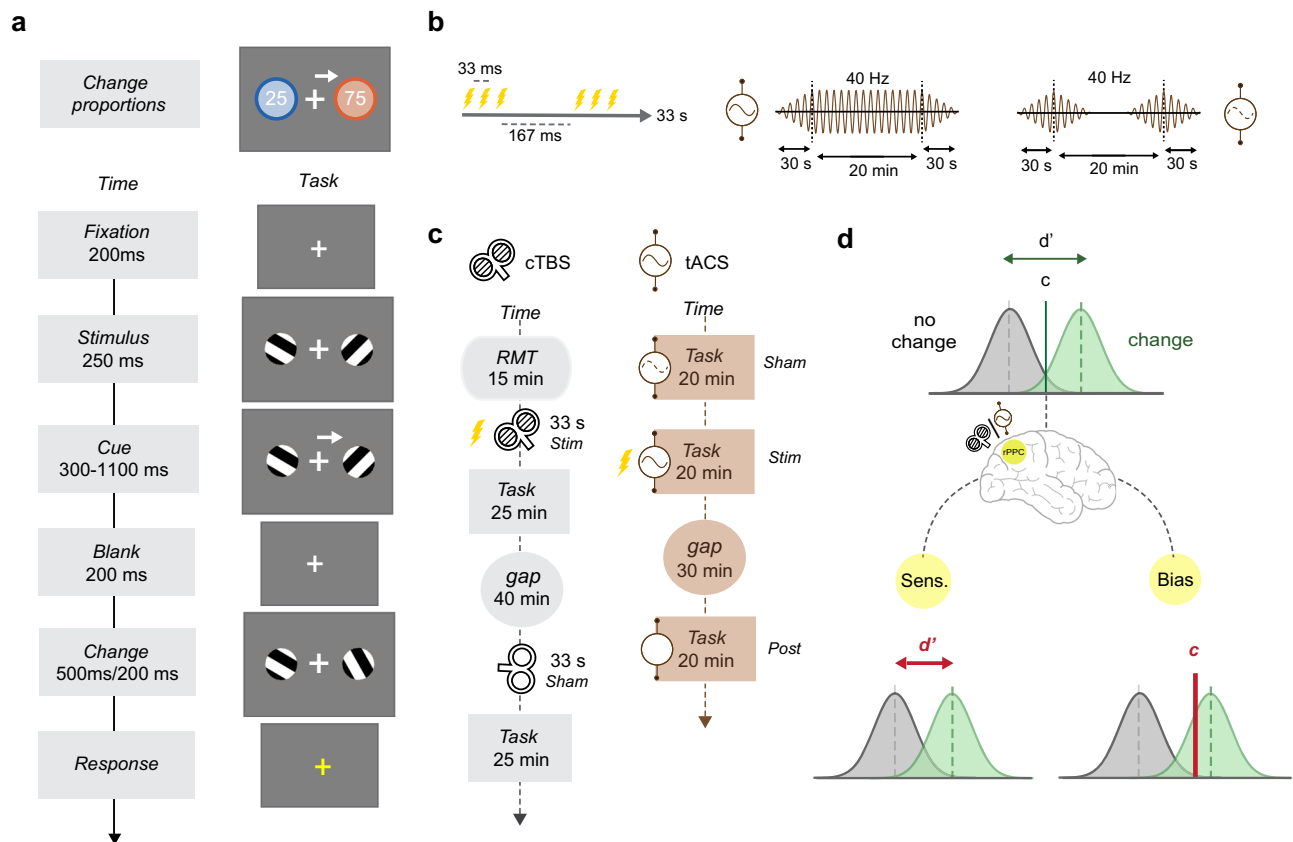 a
Change
proportions
25
75
Time
Task
Fixation
200ms
Stimulus
250 ms
Cue
300-1100 ms
Blank
200 ms
Change
500ms/200 ms
Response
b
33 ms
33 s
167 ms
40 Hz
30 s
20 min
30 s
40 Hz
30 s
20 min
30 s
c
cTBS
Time
RMT
15 min
33 s
Stim
Task
25 min
gap
40 min
33 s
Sham
Task
25 min
tACS
Time
Task
20 min
Sham
Task
20 min
Stim
gap
30 min
Task
20 min
Post
d
d'
c
no
change
change
rPPC
Sens.
Bias
d'
c